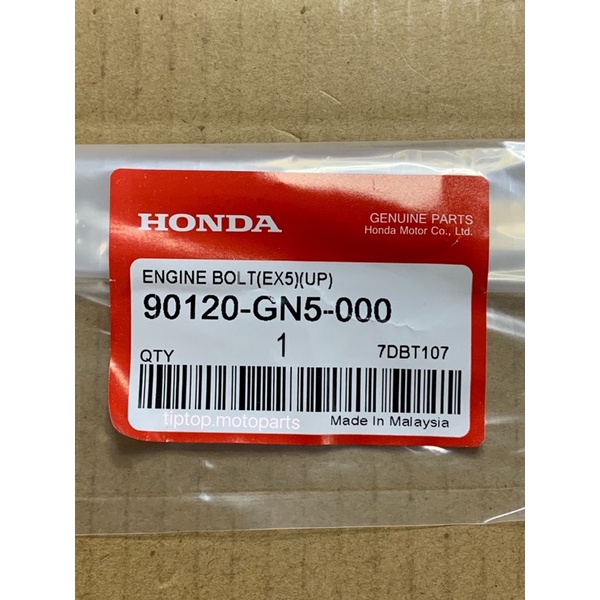 HONDA
GENUINE PARTS
Honda Motor Co., Ltd.
ENGINE BOLT(EX5)(UP)
90120-GN5-000
QTY 1 7DBT107
tiptop.motoparts
Made In Malaysia